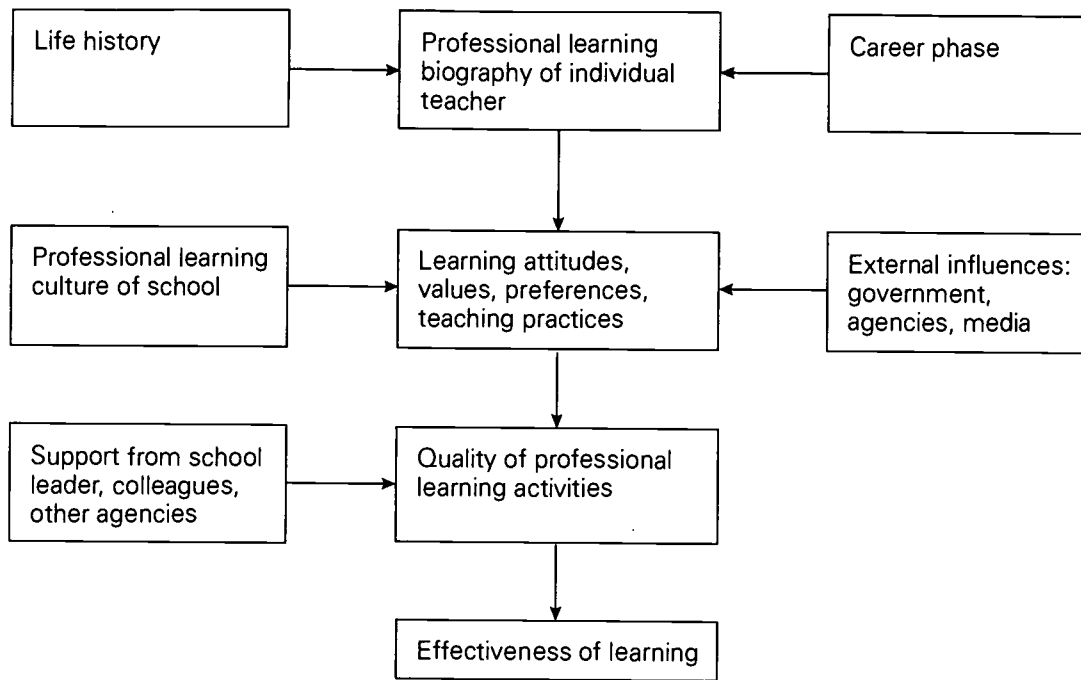 Life history
Professional learning
biography of individual
teacher
Career phase
Professional learning
culture of school
Learning attitudes,
values, preferences,
teaching practices
External influences:
government,
agencies, media
Support from school
leader, colleagues,
other agencies
Quality of professional
learning activities
Effectiveness of learning